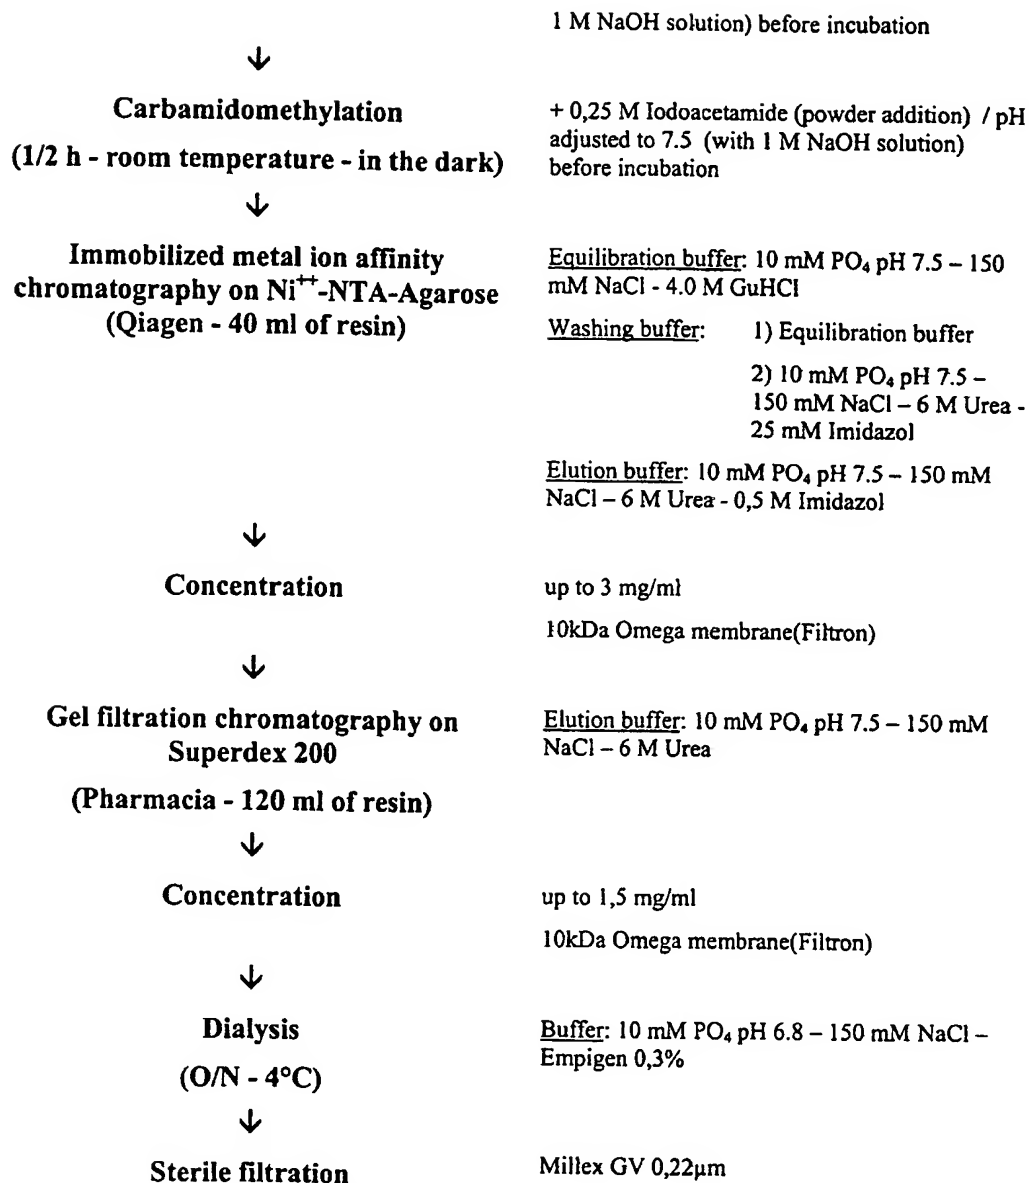 1 M NaOH solution) before incubation
↓
Carbamidomethylation
(1/2 h - room temperature - in the dark)
+ 0,25 M Iodoacetamide (powder addition) / pH
adjusted to 7.5 (with 1 M NaOH solution)
before incubation
↓
Immobilized metal ion affinity
chromatography on Ni⁺⁺-NTA-Agarose
(Qiagen - 40 ml of resin)
Equilibration buffer: 10 mM PO₄ pH 7.5 – 150
mM NaCl - 4.0 M GuHCl
Washing buffer: 1) Equilibration buffer
2) 10 mM PO₄ pH 7.5 –
150 mM NaCl – 6 M Urea -
25 mM Imidazol
Elution buffer: 10 mM PO₄ pH 7.5 – 150 mM
NaCl – 6 M Urea - 0,5 M Imidazol
↓
Concentration
up to 3 mg/ml
10kDa Omega membrane(Filtron)
↓
Gel filtration chromatography on
Superdex 200
(Pharmacia - 120 ml of resin)
Elution buffer: 10 mM PO₄ pH 7.5 – 150 mM
NaCl – 6 M Urea
↓
Concentration
up to 1,5 mg/ml
10kDa Omega membrane(Filtron)
↓
Dialysis
(O/N - 4°C)
Buffer: 10 mM PO₄ pH 6.8 – 150 mM NaCl –
Empigen 0,3%
↓
Sterile filtration
Millex GV 0,22µm